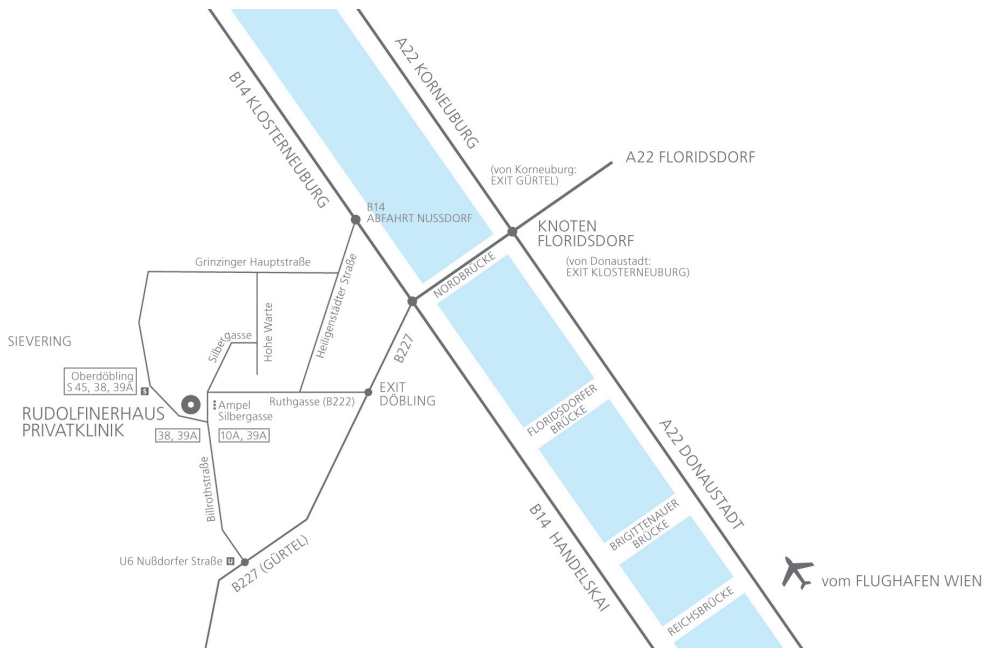 A22 KORNEUBURG
B14 KLOSTERNEUBURG
A22 FLORIDSDORF
(von Korneuburg:
EXIT GÜRTEL)
B14
ABFAHRT NUSSDORF
KNOTEN
FLORIDSDORF
(von Donaustadt:
EXIT KLOSTERNEUBURG)
Grinzinger Hauptstraße
NORDBRÜCKE
Heiligenstädter Straße
Hohe Warte
Silbergasse
SIEVERING
B227
Oberdöbling
S 45, 38, 39A
S
EXIT
DÖBLING
Ruthgasse (B222)
RUDOLFINERHAUS
PRIVATKLINIK
Ampel
Silbergasse
38, 39A
10A, 39A
FLORIDSDORFER
BRÜCKE
A22 DONAUSTADT
Billrothstraße
B14 HANDELSKAI
BRIGITTENAUER
BRÜCKE
U6 Nußdorfer Straße
U
B227 (GÜRTEL)
vom FLUGHAFEN WIEN
REICHSBRÜCKE